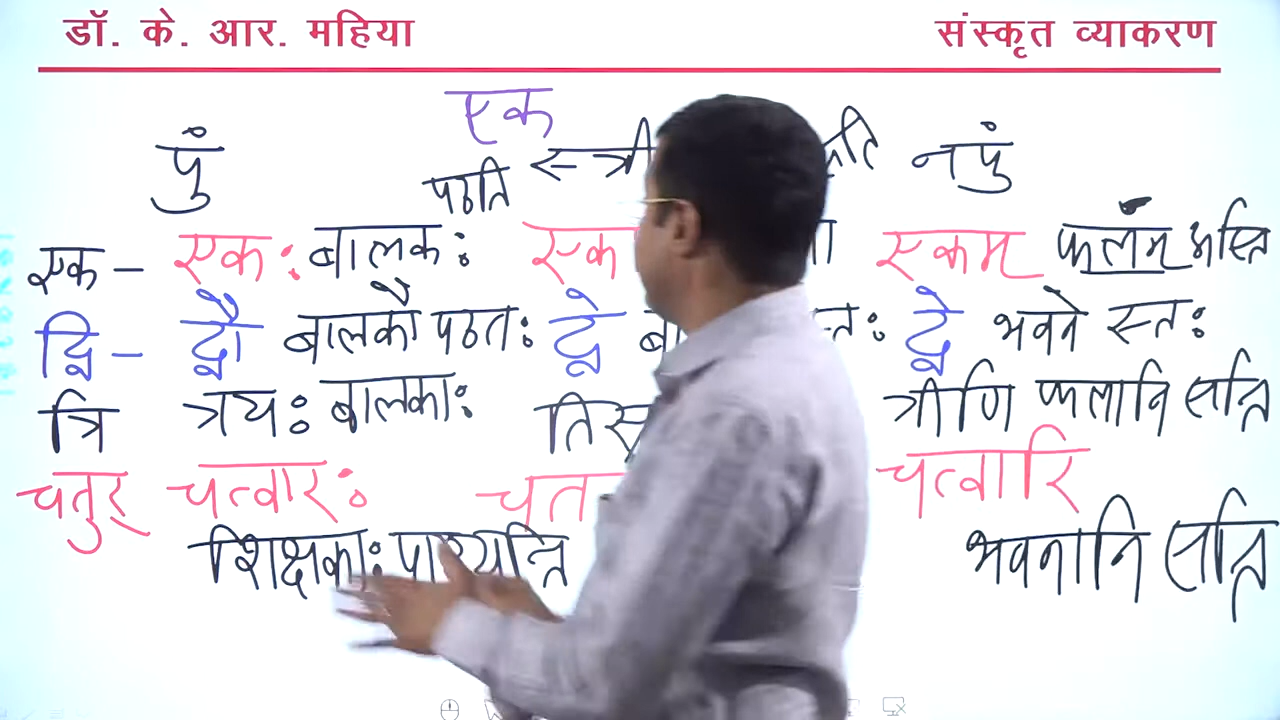 डॉ. के. आर. महिया संस्कृत व्याकरण
एक
पुं स्त्री नपुं
पठति
एक - एकः बालकः एक एकम फलम अस्ति
द्वि - द्वौ बालकौ पठतः द्वे द्वे भवने स्तः
त्रि त्रयः बालकाः त्रीणि फलानि सन्ति
चतुर् चत्वारः चत्वारि
शिक्षकाः भवनानि सन्ति